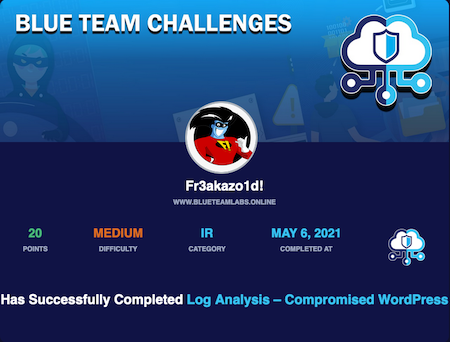 BLUE TEAM CHALLENGES
Fr3akazo1d!
WWW.BLUETEAMLABS.ONLINE
20 MEDIUM IR MAY 6, 2021
POINTS DIFFICULTY CATEGORY COMPLETED AT
Has Successfully Completed Log Analysis – Compromised WordPress